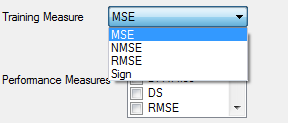 Training Measure MSE
MSE
NMSE
RMSE
Sign
Performance Measures
DS
RMSE